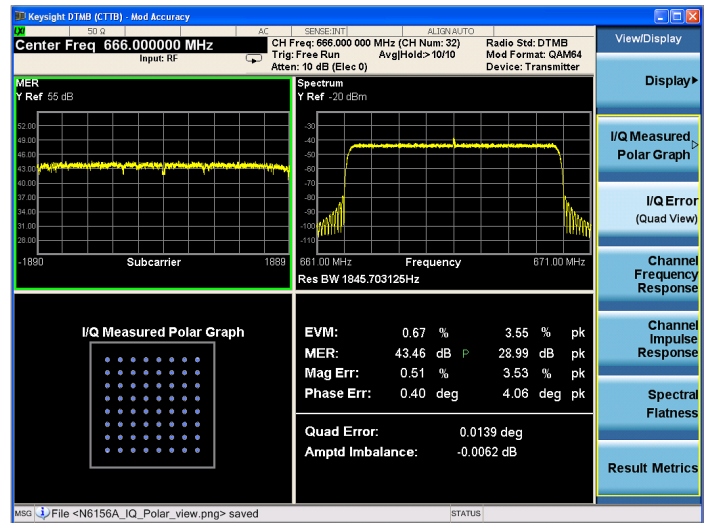 Keysight DTMB (CTTB) - Mod Accuracy
LXI 50 Ω AC SENSE:INT ALIGNAUTO
Center Freq 666.000000 MHz
Input: RF
CH Freq: 666.000 000 MHz (CH Num: 32) Radio Std: DTMB
Trig: Free Run Avg|Hold:>10/10 Mod Format: QAM64
Atten: 10 dB (Elec 0) Device: Transmitter
View/Display
Display
I/Q Measured
Polar Graph
I/Q Error
(Quad View)
Channel
Frequency
Response
Channel
Impulse
Response
Spectral
Flatness
Result Metrics
MER
Y Ref 55 dB
52.00
49.00
46.00
43.00
40.00
37.00
34.00
31.00
28.00
-1890 Subcarrier 1889
Spectrum
Y Ref -20 dBm
-30
-40
-50
-60
-70
-80
-90
-100
-110
661.00 MHz Frequency 671.00 MHz
Res BW 1845.703125Hz
I/Q Measured Polar Graph
EVM: 0.67 % 3.55 % pk
MER: 43.46 dB P 28.99 dB pk
Mag Err: 0.51 % 3.53 % pk
Phase Err: 0.40 deg 4.06 deg pk
Quad Error: 0.0139 deg
Amptd Imbalance: -0.0062 dB
MSG File <N6156A_IQ_Polar_view.png> saved STATUS